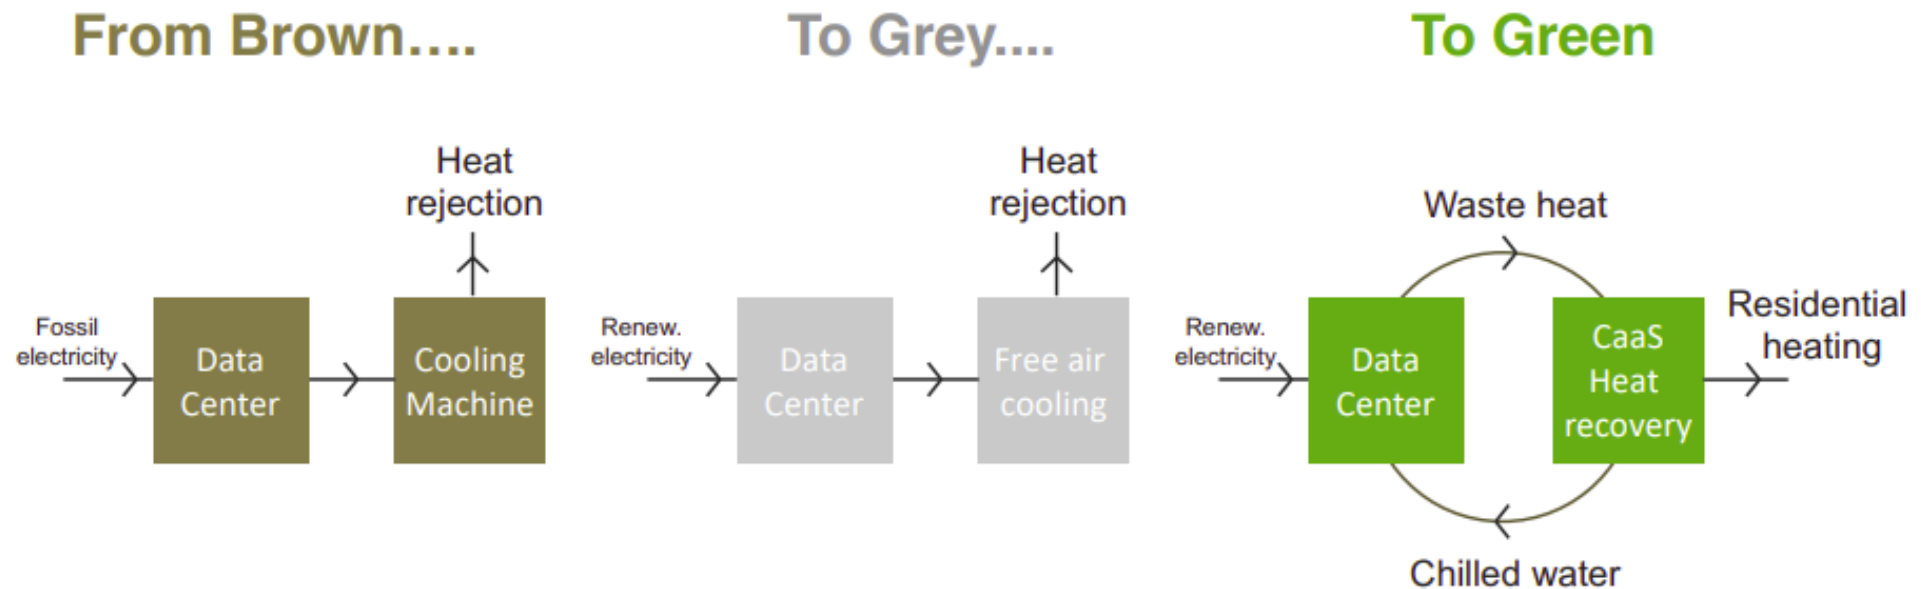 From Brown....
To Grey....
To Green
Heat
rejection
Fossil
electricity
Data
Center
Cooling
Machine
Heat
rejection
Renew.
electricity
Data
Center
Free air
cooling
Waste heat
Renew.
electricity
Data
Center
CaaS
Heat
recovery
Residential
heating
Chilled water